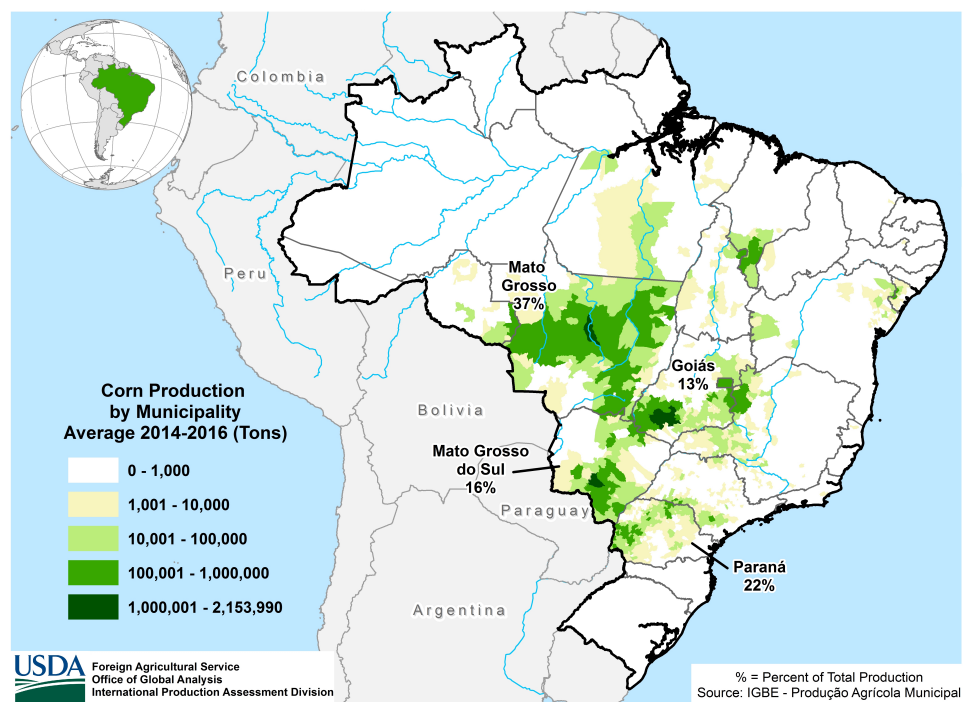 Colombia
Peru
Mato
Grosso
37%
Goiás
13%
Corn Production
by Municipality
Average 2014-2016 (Tons)
0 - 1,000
1,001 - 10,000
10,001 - 100,000
100,001 - 1,000,000
1,000,001 - 2,153,990
Bolivia
Mato Grosso
do Sul
16%
Paraguay
Paraná
22%
Argentina
USDA
Foreign Agricultural Service
Office of Global Analysis
International Production Assessment Division
% = Percent of Total Production
Source: IGBE - Produção Agrícola Municipal